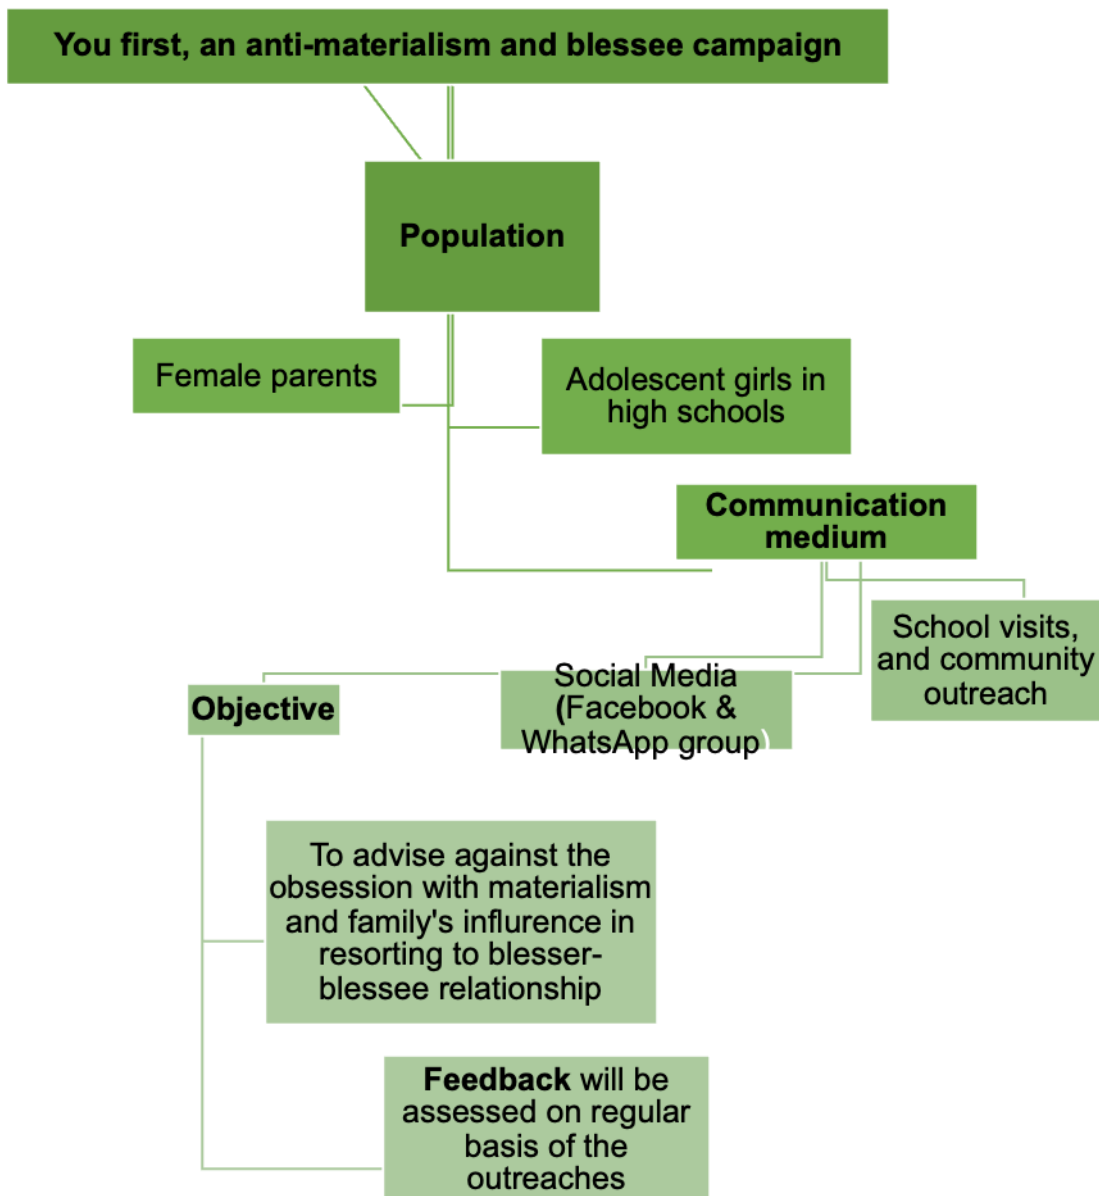 You first, an anti-materialism and blessee campaign
Population
Female parents
Adolescent girls in
high schools
Communication
medium
School visits,
and community
outreach
Social Media
(Facebook &
WhatsApp group)
Objective
To advise against the
obsession with materialism
and family's influrence in
resorting to blesser-
blessee relationship
Feedback will be
assessed on regular
basis of the
outreaches